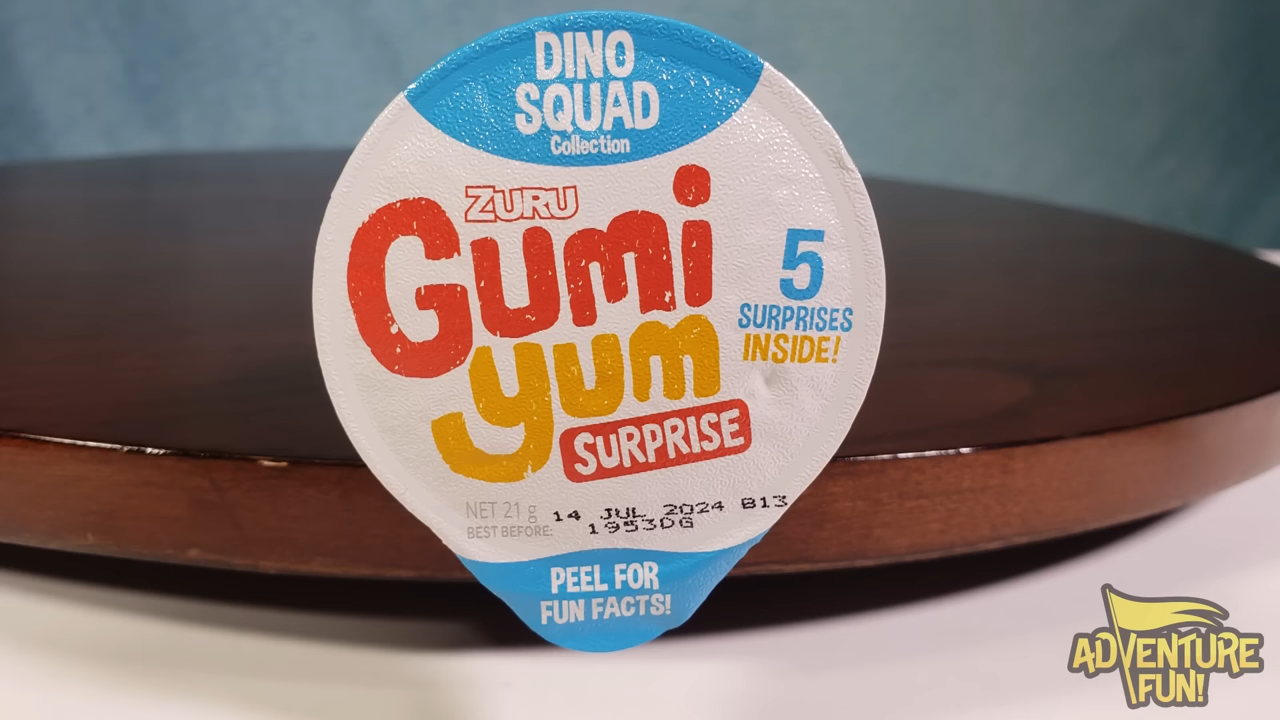 DINO
SQUAD
Collection
ZURU
Gumi
yum
SURPRISE
5
SURPRISES
INSIDE!
NET 21 g
BEST BEFORE:
14 JUL 2024 B13
19530G
PEEL FOR
FUN FACTS!
ADVENTURE
FUN!